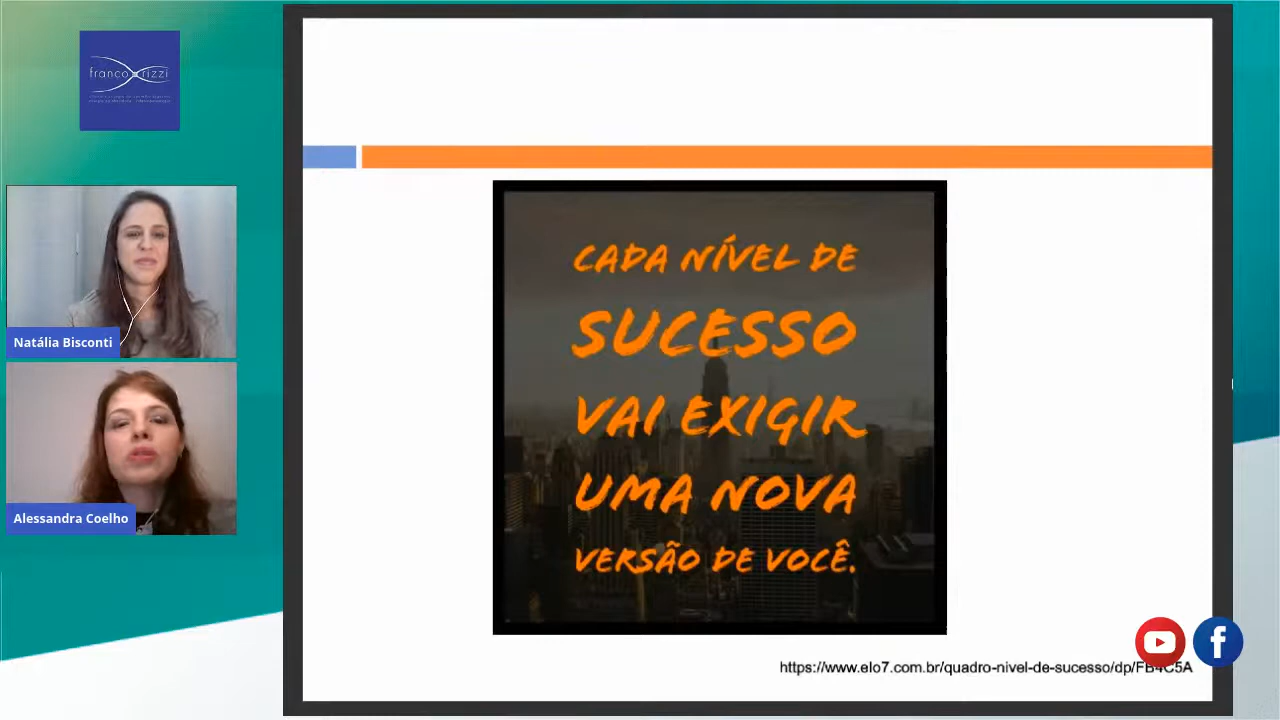 franco rizzi
Natália Bisconti
Alessandra Coelho
CADA NÍVEL DE
SUCESSO
VAI EXIGIR
UMA NOVA
VERSÃO DE VOCÊ.
https://www.elo7.com.br/quadro-nivel-de-sucesso/dp/FB4C5A